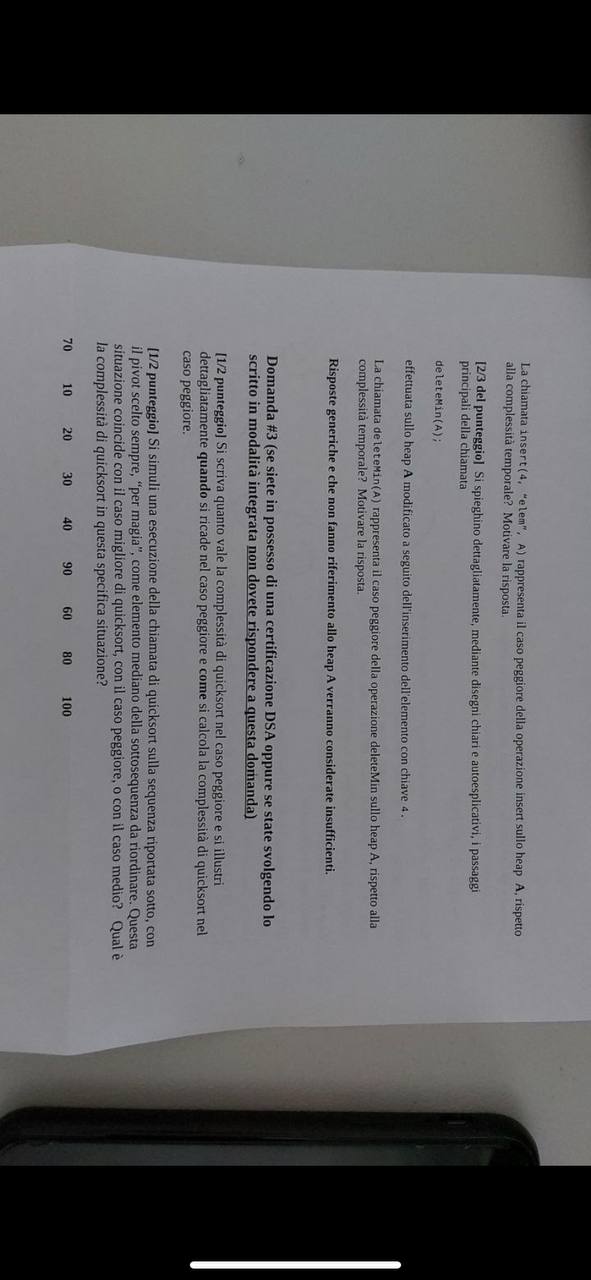 La chiamata insert(4, "elem", A) rappresenta il caso peggiore della operazione insert sullo heap A, rispetto
alla complessità temporale? Motivare la risposta.
[2/3 del punteggio] Si spieghino dettagliatamente, mediante disegni chiari e autoesplicativi, i passaggi
principali della chiamata
deleteMin(A);
effettuata sullo heap A modificato a seguito dell'inserimento dell'elemento con chiave 4.
La chiamata deleteMin(A) rappresenta il caso peggiore della operazione deleteMin sullo heap A, rispetto alla
complessità temporale? Motivare la risposta.
Risposte generiche e che non fanno riferimento allo heap A verranno considerate insufficienti.
Domanda #3 (se siete in possesso di una certificazione DSA oppure se state svolgendo lo
scritto in modalità integrata non dovete rispondere a questa domanda)
[1/2 punteggio] Si scriva quanto vale la complessità di quicksort nel caso peggiore e si illustri
dettagliatamente quando si ricade nel caso peggiore e come si calcola la complessità di quicksort nel
caso peggiore.
[1/2 punteggio] Si simuli una esecuzione della chiamata di quicksort sulla sequenza riportata sotto, con
il pivot scelto sempre, "per magia", come elemento mediano della sottosequenza da riordinare. Questa
situazione coincide con il caso migliore di quicksort, con il caso peggiore, o con il caso medio? Qual è
la complessità di quicksort in questa specifica situazione?
70 10 20 30 40 90 60 80 100